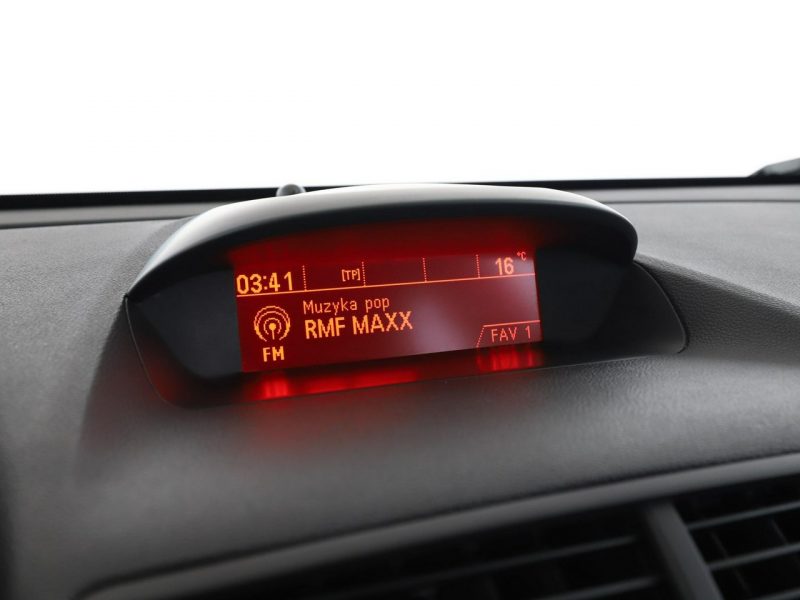 03:41 [TP] 16 °C
Muzyka pop
RMF MAXX
FM
FAV 1